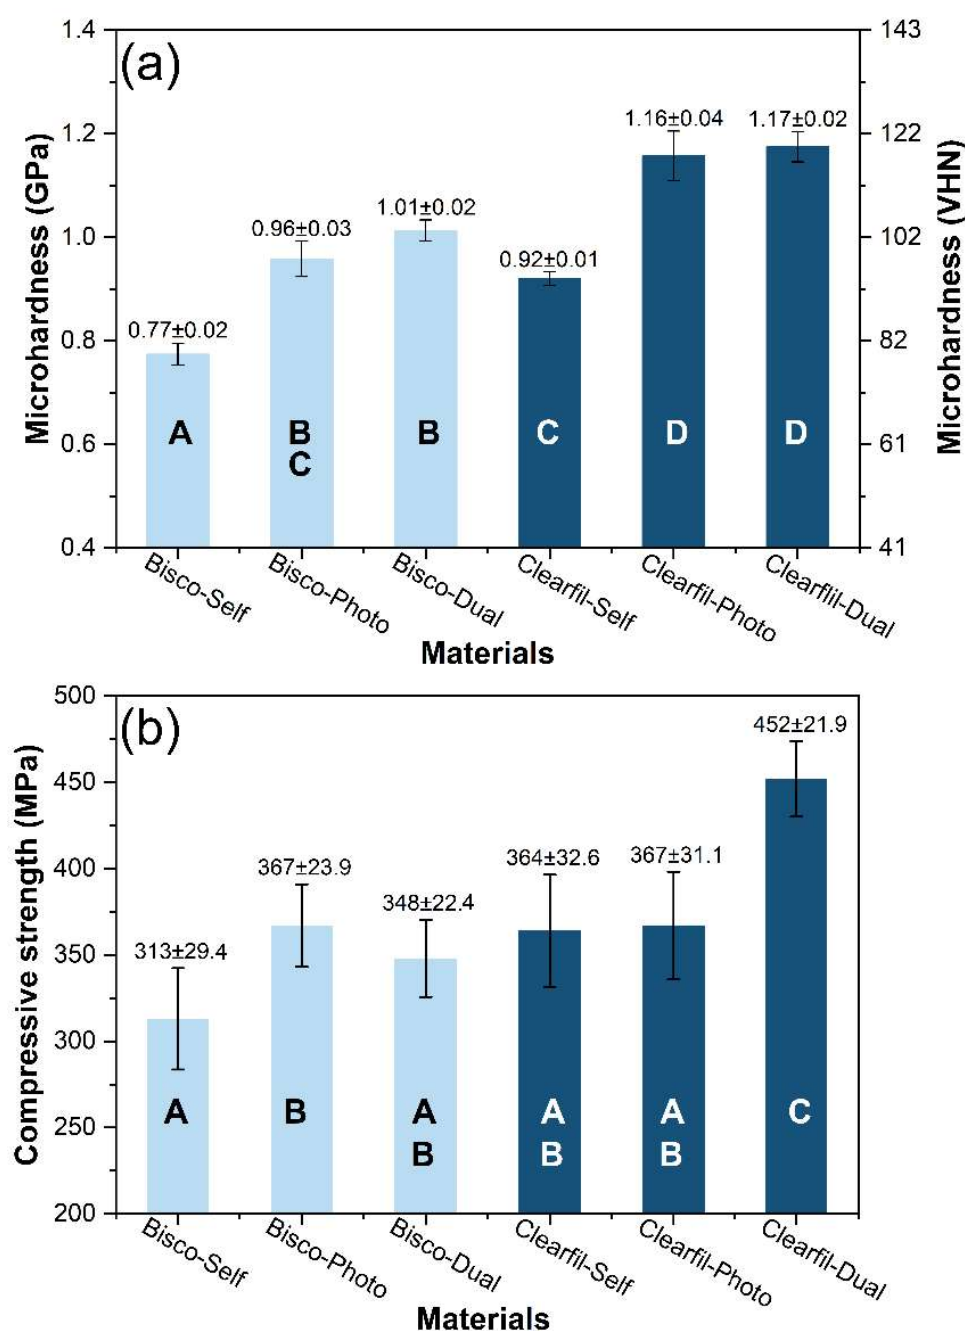 (a)
Microhardness (GPa)
Microhardness (VHN)
1.4
1.2
1.0
0.8
0.6
0.4
143
122
102
82
61
41
0.77±0.02
0.96±0.03
1.01±0.02
0.92±0.01
1.16±0.04
1.17±0.02
A
B
C
B
C
D
D
Bisco-Self
Bisco-Photo
Bisco-Dual
Clearfil-Self
Clearfil-Photo
Clearfiil-Dual
Materials
(b)
Compressive strength (MPa)
500
450
400
350
300
250
200
313±29.4
367±23.9
348±22.4
364±32.6
367±31.1
452±21.9
A
B
A
B
A
B
A
B
C
Bisco-Self
Bisco-Photo
Bisco-Dual
Clearfil-Self
Clearfil-Photo
Clearfil-Dual
Materials